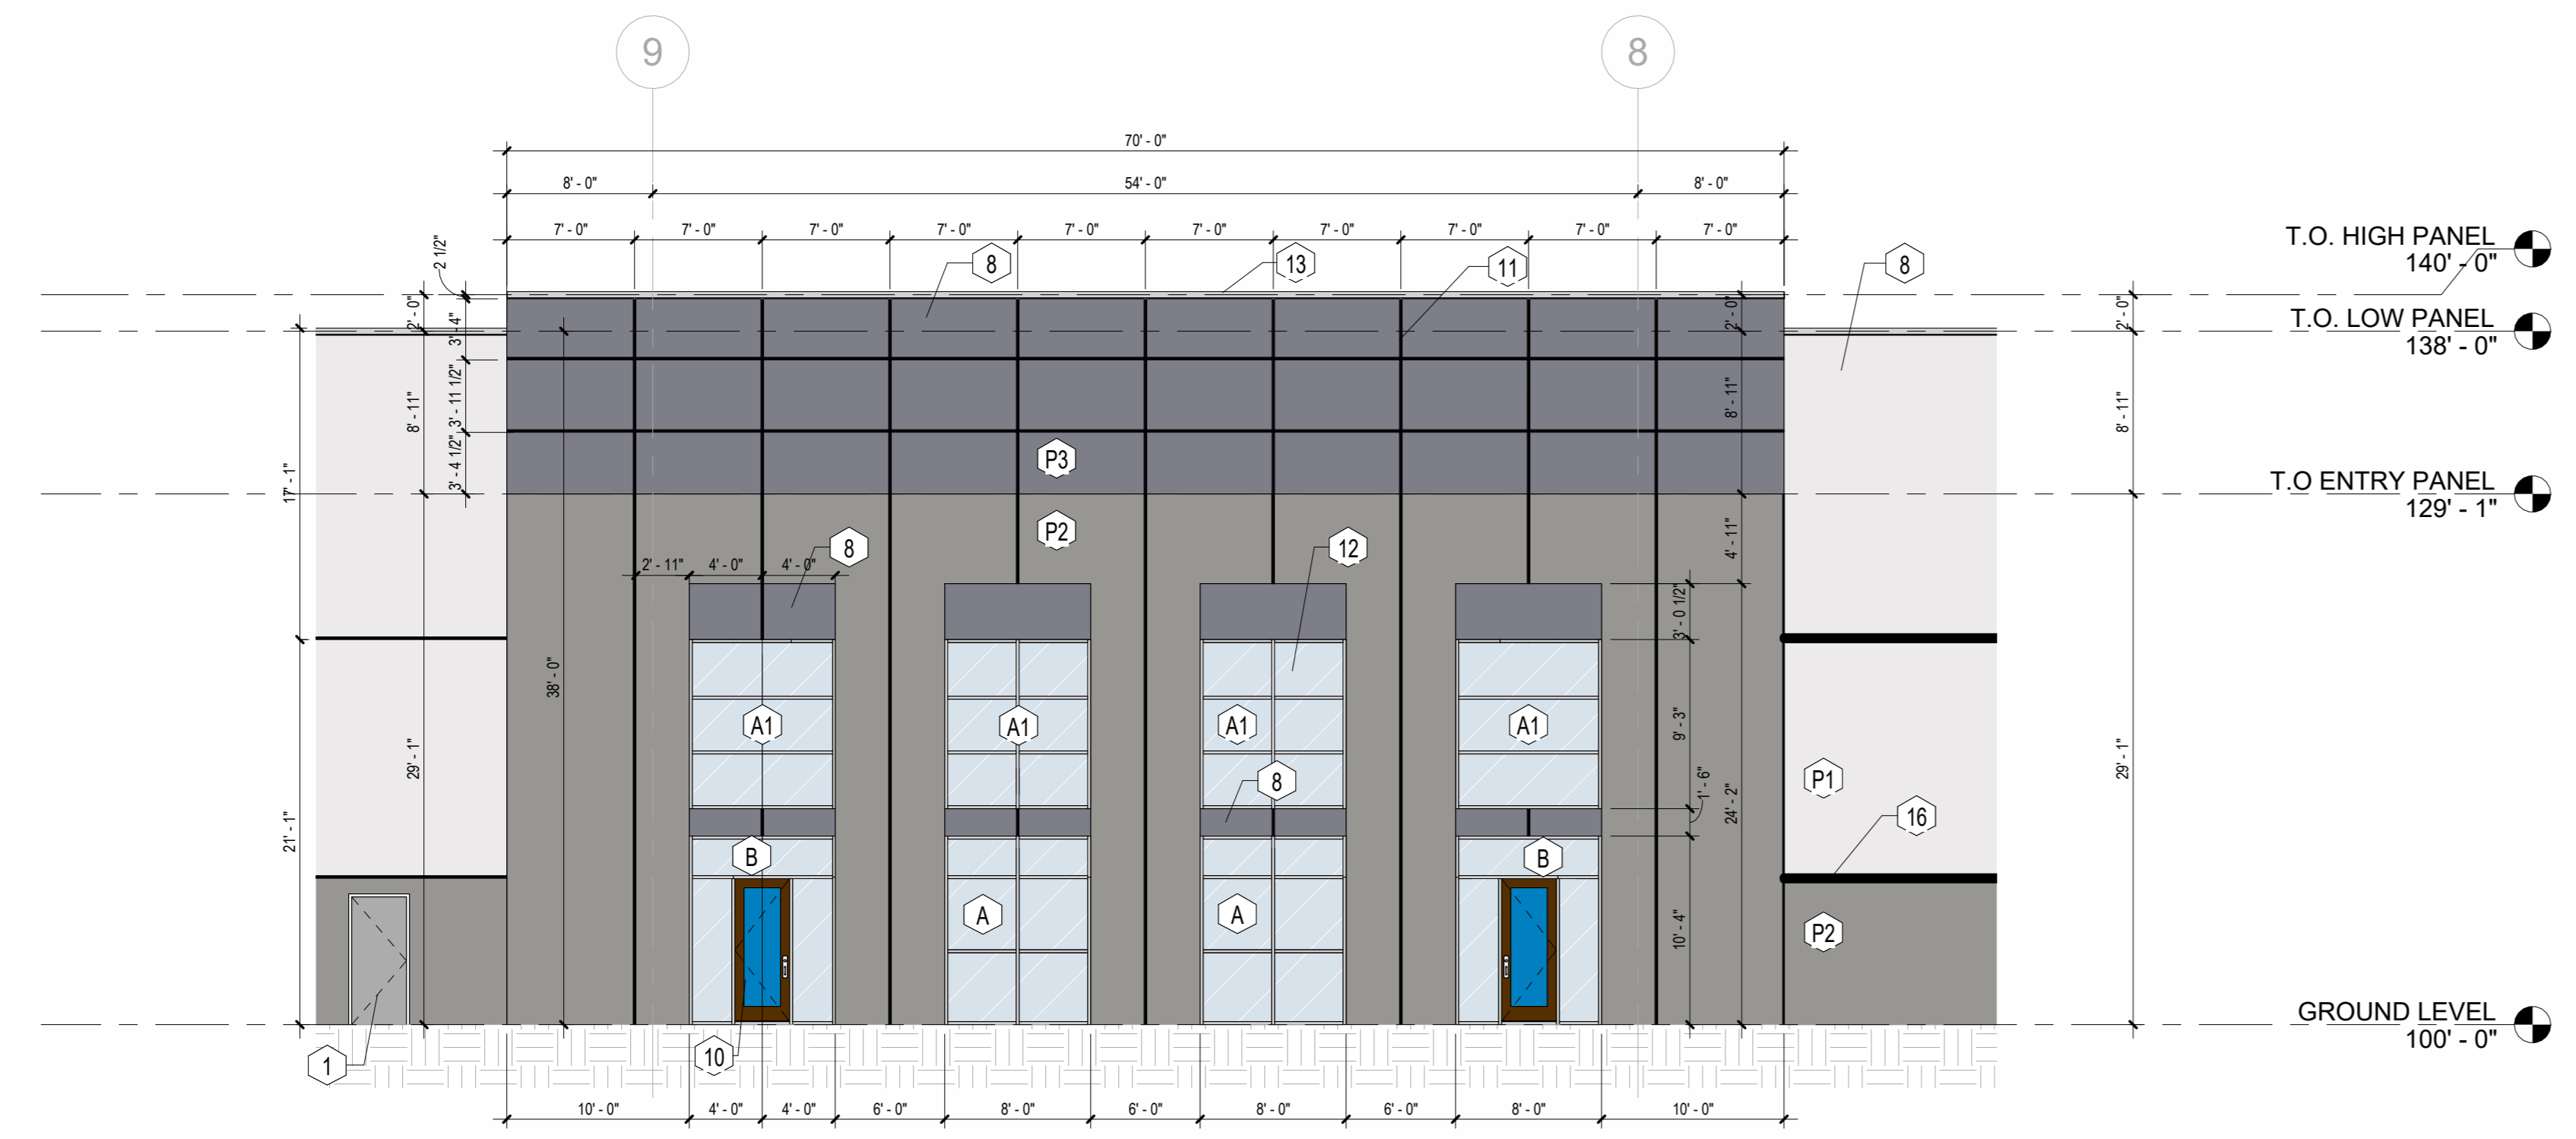 9
8
70' - 0"
8' - 0"
54' - 0"
8' - 0"
7' - 0"
7' - 0"
7' - 0"
7' - 0"
7' - 0"
7' - 0"
7' - 0"
7' - 0"
7' - 0"
7' - 0"
2 1/2"
8
13
11
8
T.O. HIGH PANEL
140' - 0"
2' - 0"
3' - 4"
2' - 0"
2' - 0"
T.O. LOW PANEL
138' - 0"
8' - 11"
3' - 11 1/2"
8' - 11"
8' - 11"
3' - 4 1/2"
17' - 1"
P3
T.O ENTRY PANEL
129' - 1"
P2
4' - 11"
8
12
2' - 11"
4' - 0"
4' - 0"
3' - 0 1/2"
38' - 0"
A1
A1
A1
A1
9' - 3"
29' - 1"
29' - 1"
8
1' - 6"
P1
24' - 2"
21' - 1"
16
B
B
A
A
10' - 4"
P2
GROUND LEVEL
100' - 0"
1
10
10' - 0"
4' - 0"
4' - 0"
6' - 0"
8' - 0"
6' - 0"
8' - 0"
6' - 0"
8' - 0"
10' - 0"